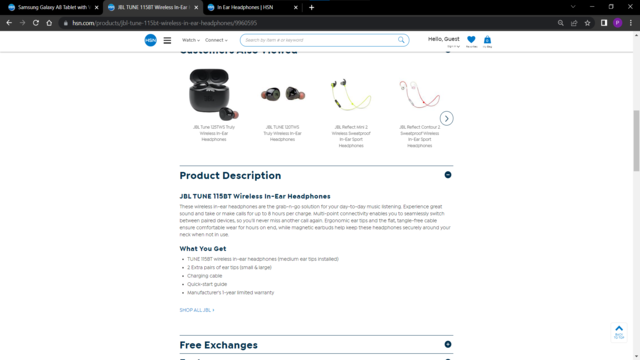 Samsung Galaxy A8 Tablet with
JBL TUNE 115BT Wireless In-Ear
In Ear Headphones | HSN
hsn.com/products/jbl-tune-115bt-wireless-in-ear-headphones/9960595
HSN
Watch
Connect
Search by item # or keyword
Hello, Guest
Customers Also Viewed
JBL Tune 125TWS Truly
Wireless In-Ear
Headphones
JBL TUNE 120TWS
Truly Wireless In-Ear
Headphones
JBL Reflect Mini 2
Wireless Sweatproof
In-Ear Sport
Headphones
JBL Reflect Contour 2
Sweatproof Wireless
In-Ear Sport
Headphones
Product Description
JBL TUNE 115BT Wireless In-Ear Headphones
These wireless in-ear headphones are the grab-n-go solution for your day-to-day music listening. Experience great
sound and take or make calls for up to 8 hours per charge. Multi-point connectivity enables you to seamlessly switch
between paired devices, so you'll never miss another call again. Ergonomic ear tips and the flat, tangle-free cable
ensure comfortable wear for hours on end, while magnetic earbuds help keep these headphones securely around your
neck when not in use.
What You Get
• TUNE 115BT wireless in-ear headphones (medium ear tips installed)
• 2 Extra pairs of ear tips (small & large)
• Charging cable
• Quick-start guide
• Manufacturer's 1-year limited warranty
SHOP ALL JBL >
BACK
TO TOP
Free Exchanges